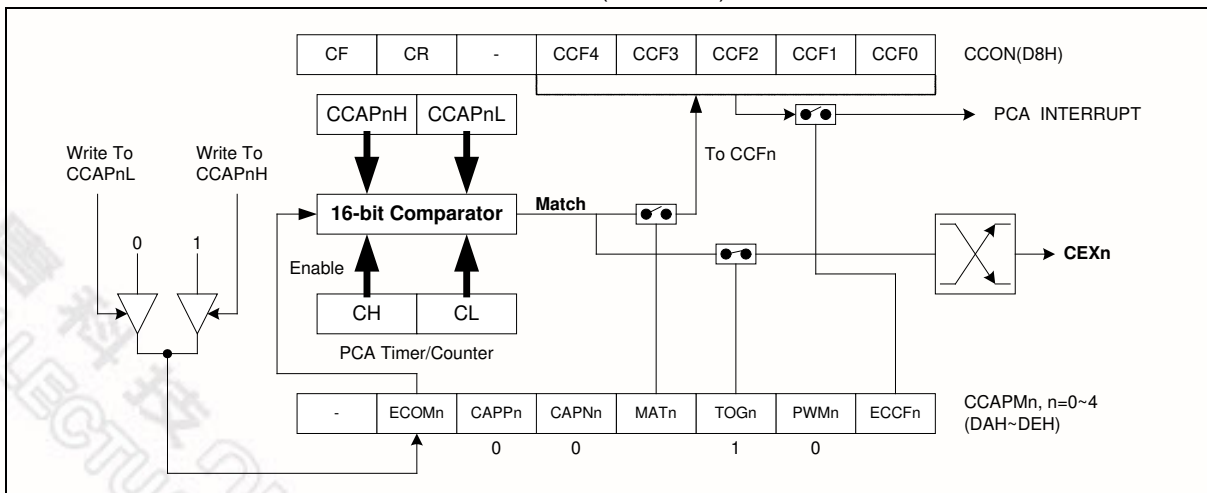 CF CR - CCF4 CCF3 CCF2 CCF1 CCF0 CCON(D8H)
CCAPnH CCAPnL
PCA INTERRUPT
Write To
CCAPnL
Write To
CCAPnH
To CCFn
16-bit Comparator
Match
0 1
Enable
CEXn
CH CL
PCA Timer/Counter
- ECOMn CAPPn CAPNn MATn TOGn PWMn ECCFn
CCAPMn, n=0~4
(DAH~DEH)
0 0 1 0